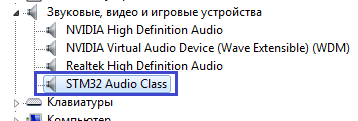 Звуковые, видео и игровые устройства
NVIDIA High Definition Audio
NVIDIA Virtual Audio Device (Wave Extensible) (WDM)
Realtek High Definition Audio
STM32 Audio Class
Клавиатуры
Компьютер